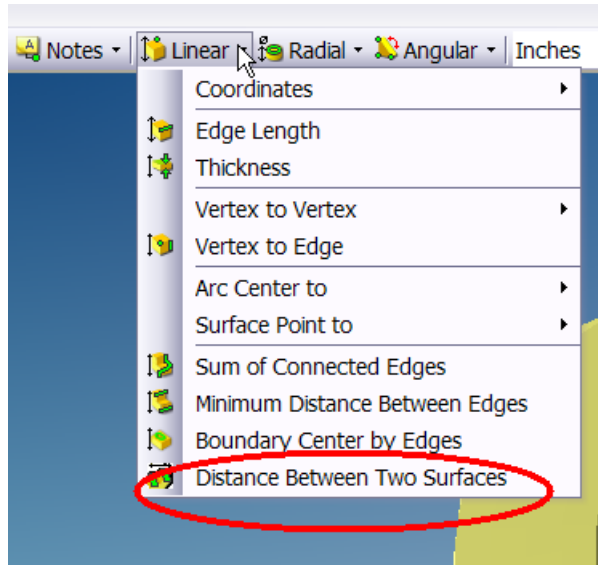 Notes Linear Radial Angular Inches
Coordinates
Edge Length
Thickness
Vertex to Vertex
Vertex to Edge
Arc Center to
Surface Point to
Sum of Connected Edges
Minimum Distance Between Edges
Boundary Center by Edges
Distance Between Two Surfaces